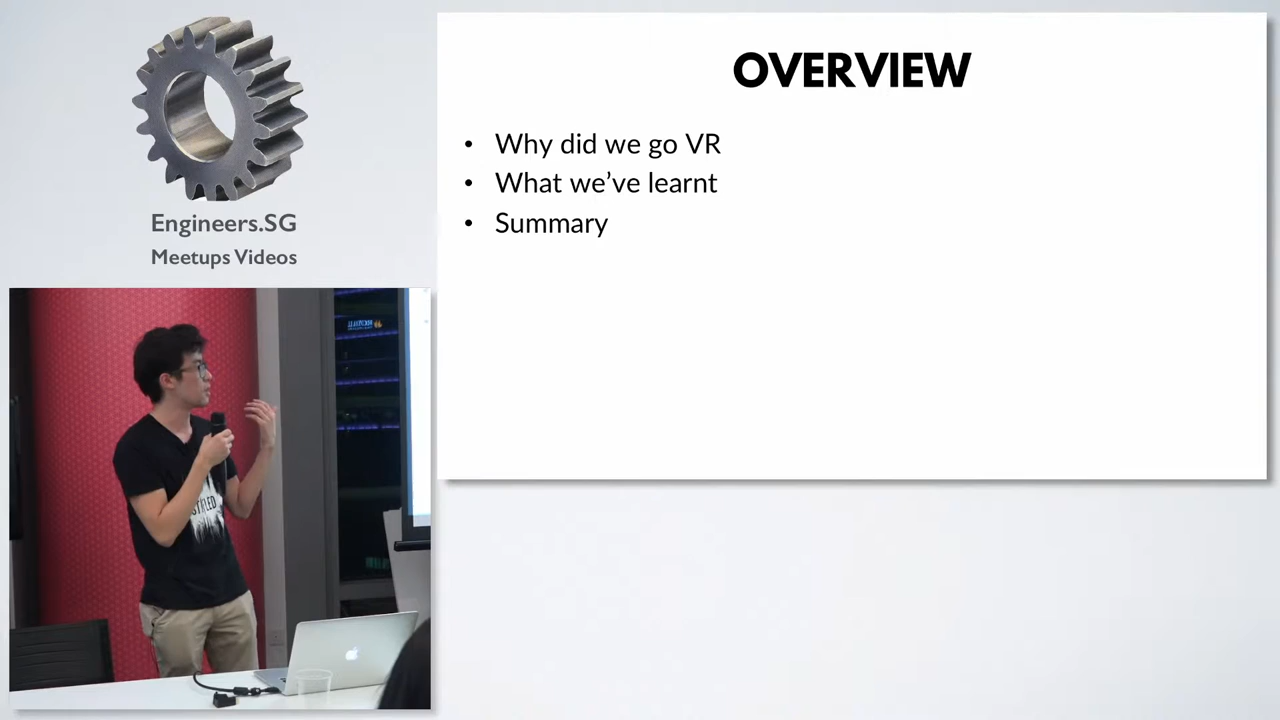 Engineers.SG
Meetups Videos
OVERVIEW
• Why did we go VR
• What we’ve learnt
• Summary